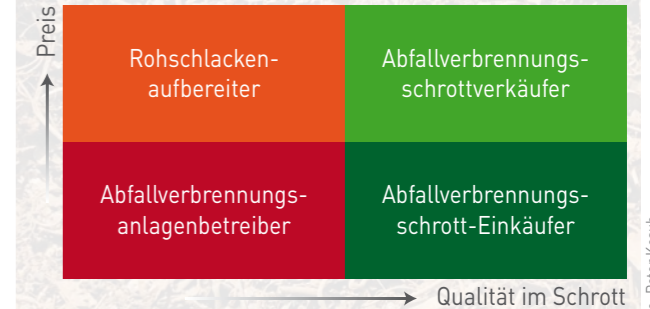 Preis
Rohschlacken-
aufbereiter
Abfallverbrennungs-
schrottverkäufer
Abfallverbrennungs-
anlagenbetreiber
Abfallverbrennungs-
schrott-Einkäufer
Qualität im Schrott